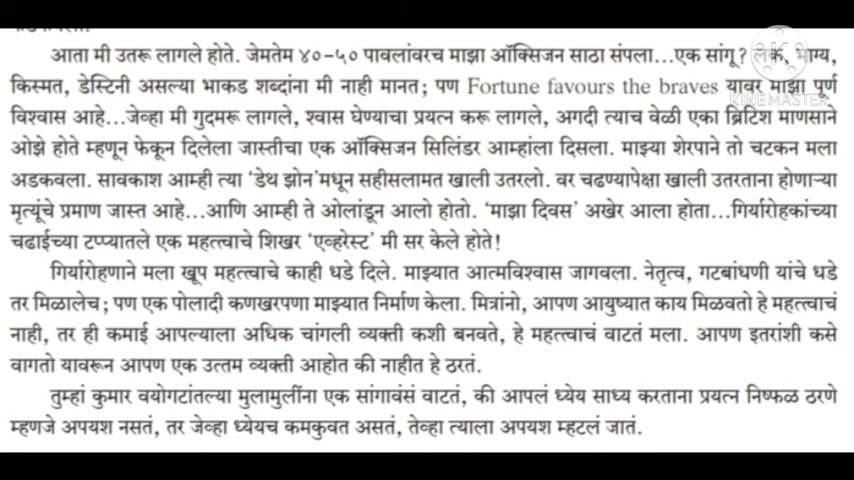 आता मी उतरू लागले होते. जेमतेम ४०-५० पावलांवरच माझा ऑक्सिजन साठा संपला...एक सांगू? लक, भाग्य,
किस्मत, डेस्टिनी असल्या भाकड शब्दांना मी नाही मानत; पण Fortune favours the braves यावर माझा पूर्ण
KINEMASTER
विश्वास आहे...जेव्हा मी गुदमरू लागले, श्वास घेण्याचा प्रयत्न करू लागले, अगदी त्याच वेळी एका ब्रिटिश माणसाने
ओझे होते म्हणून फेकून दिलेला जास्तीचा एक ऑक्सिजन सिलिंडर आम्हांला दिसला. माझ्या शेरपाने तो चटकन मला
अडकवला. सावकाश आम्ही त्या ‘डेथ झोन’मधून सहीसलामत खाली उतरलो. वर चढण्यापेक्षा खाली उतरताना होणाऱ्या
मृत्यूंचे प्रमाण जास्त आहे...आणि आम्ही ते ओलांडून आलो होतो. ‘माझा दिवस’ अखेर आला होता...गिर्यारोहकांच्या
चढाईच्या टप्प्यातले एक महत्त्वाचे शिखर ‘एव्हरेस्ट’ मी सर केले होते!
गिर्यारोहणाने मला खूप महत्त्वाचे काही धडे दिले. माझ्यात आत्मविश्वास जागवला. नेतृत्व, गटबांधणी यांचे धडे
तर मिळालेच; पण एक पोलादी कणखरपणा माझ्यात निर्माण केला. मित्रांनो, आपण आयुष्यात काय मिळवतो हे महत्त्वाचं
नाही, तर ही कमाई आपल्याला अधिक चांगली व्यक्ती कशी बनवते, हे महत्त्वाचं वाटतं मला. आपण इतरांशी कसे
वागतो यावरून आपण एक उत्तम व्यक्ती आहोत की नाहीत हे ठरतं.
तुम्हां कुमार वयोगटांतल्या मुलामुलींना एक सांगावंसं वाटतं, की आपलं ध्येय साध्य करताना प्रयत्न निष्फळ ठरणे
म्हणजे अपयश नसतं, तर जेव्हा ध्येयच कमकुवत असतं, तेव्हा त्याला अपयश म्हटलं जातं.